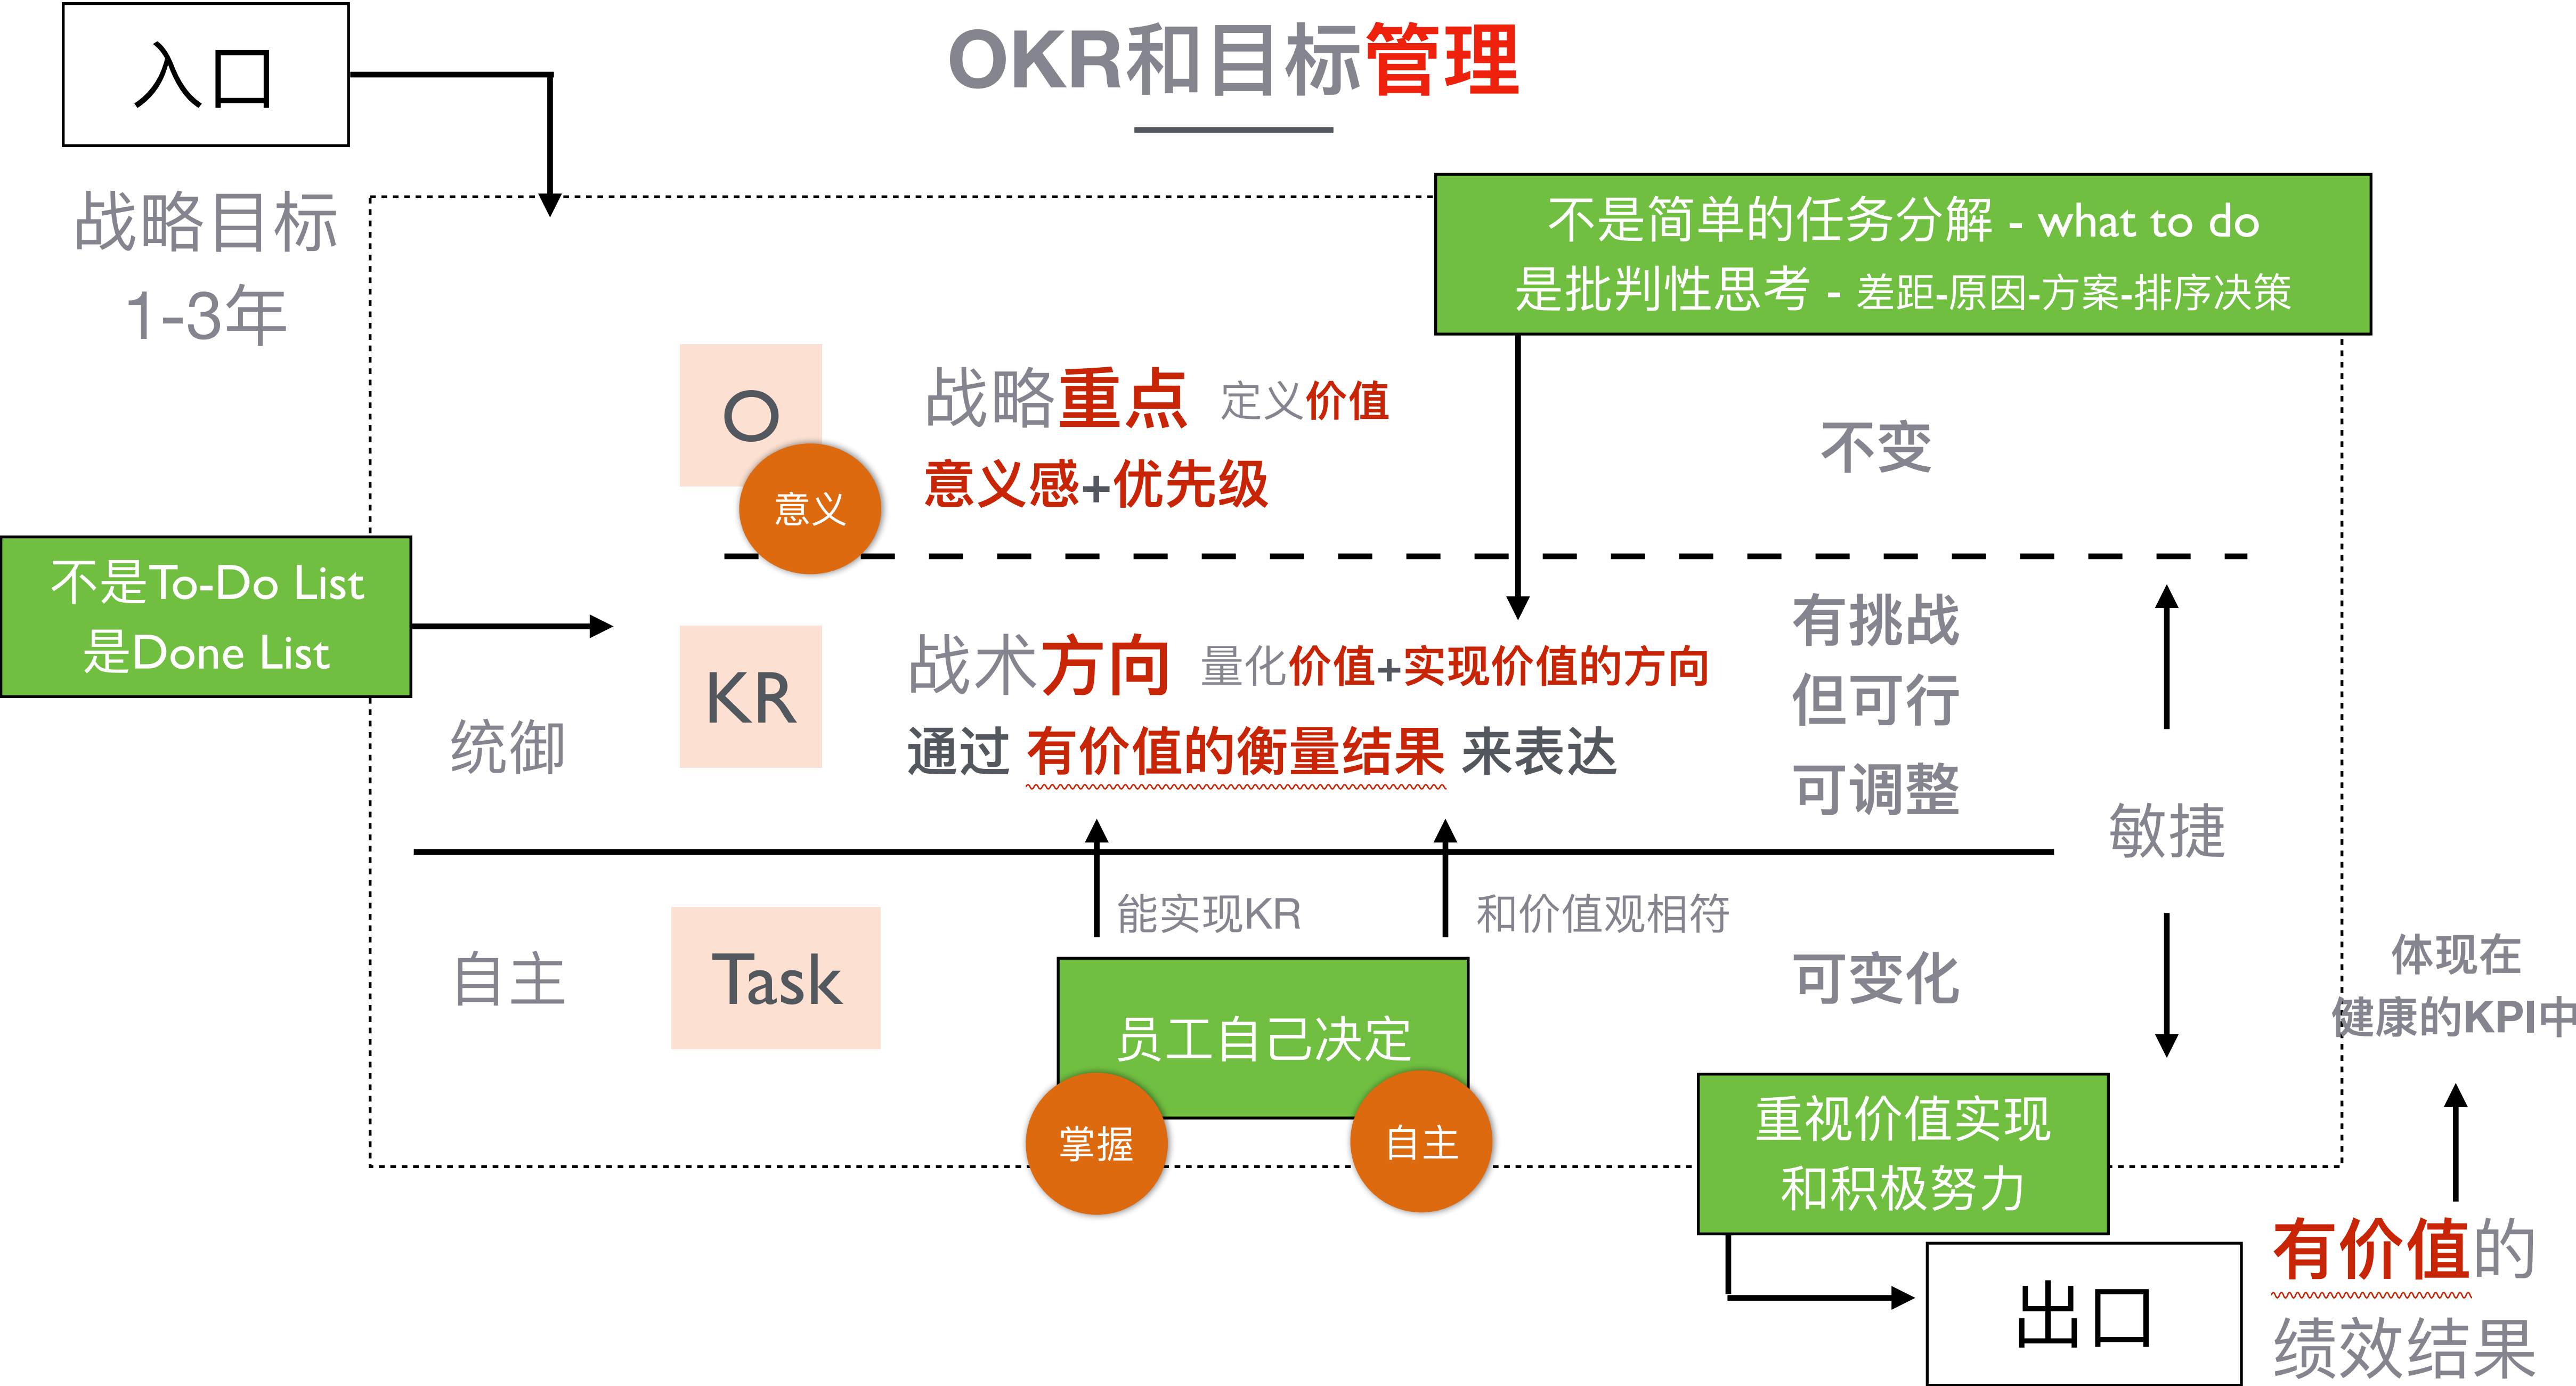 入口
OKR和目标管理
战略目标
1-3年
不是简单的任务分解 - what to do
是批判性思考 - 差距-原因-方案-排序决策
O
意义
战略重点 定义价值
意义感+优先级
不变
不是To-Do List
是Done List
统御
KR
战术方向 量化价值+实现价值的方向
通过 有价值的衡量结果 来表达
有挑战
但可行
可调整
敏捷
能实现KR
和价值观相符
自主
Task
员工自己决定
掌握
自主
可变化
体现在
健康的KPI中
重视价值实现
和积极努力
出口
有价值的
绩效结果